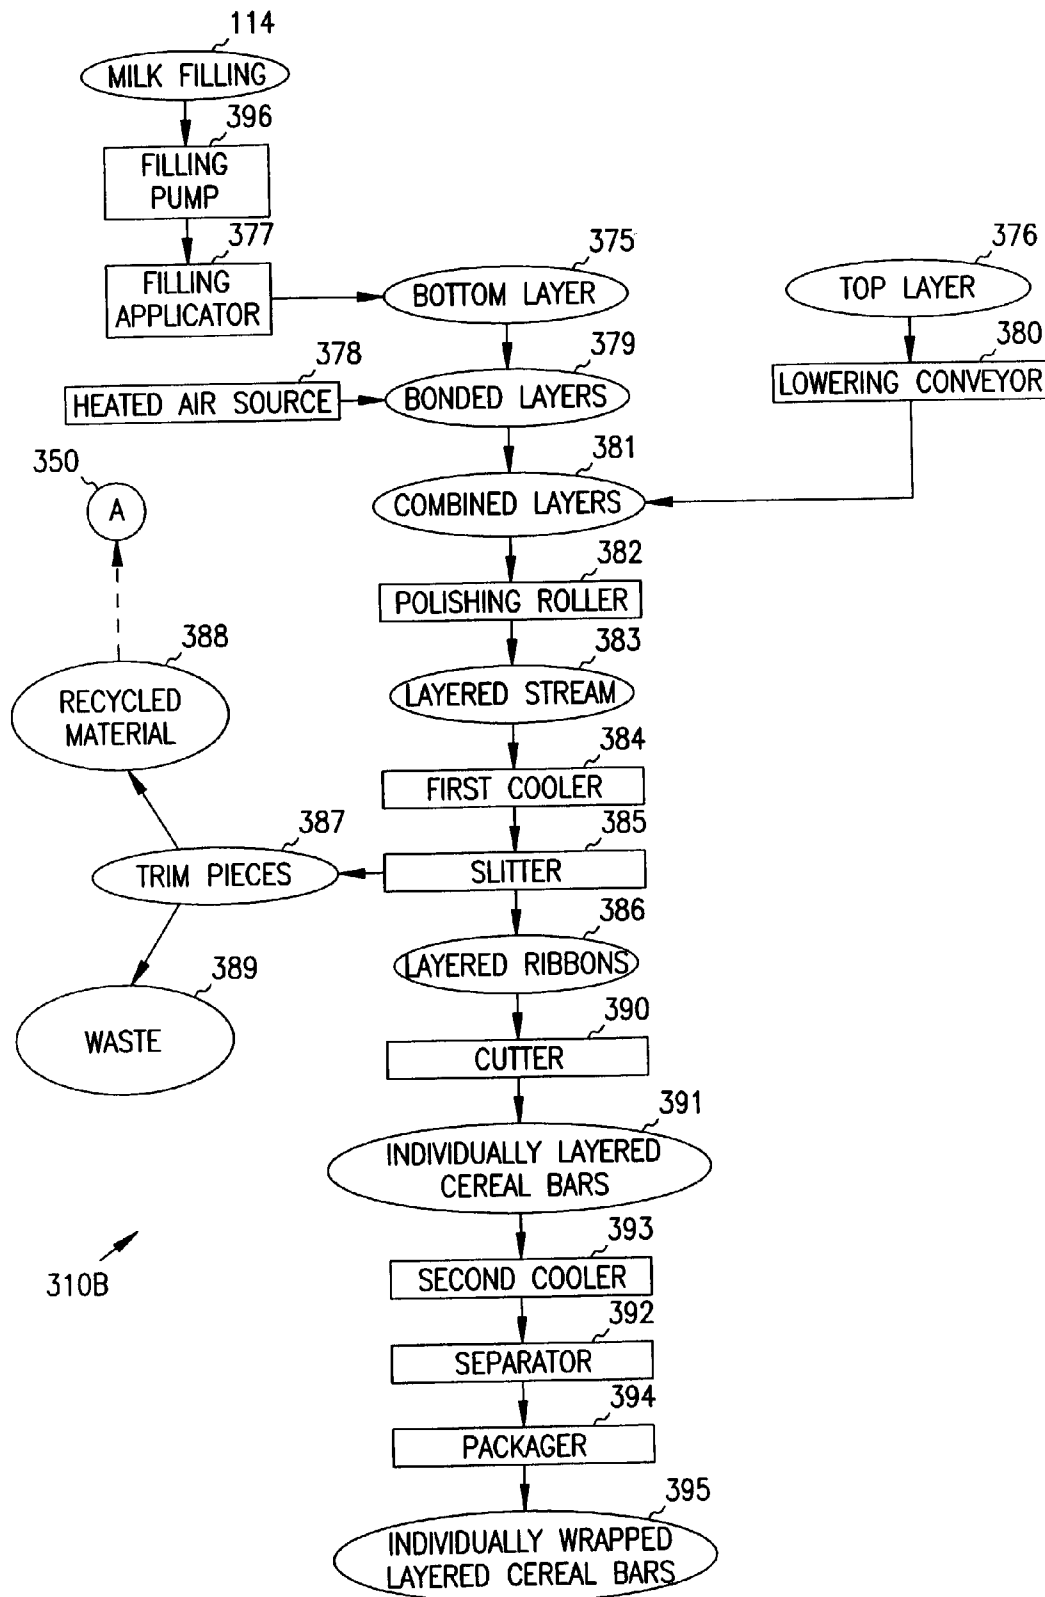 114
MILK FILLING
396
FILLING
PUMP
377
FILLING
APPLICATOR
375
BOTTOM LAYER
376
TOP LAYER
378
HEATED AIR SOURCE
379
BONDED LAYERS
380
LOWERING CONVEYOR
350
A
381
COMBINED LAYERS
382
POLISHING ROLLER
388
RECYCLED
MATERIAL
383
LAYERED STREAM
384
FIRST COOLER
387
TRIM PIECES
385
SLITTER
386
LAYERED RIBBONS
389
WASTE
390
CUTTER
391
INDIVIDUALLY LAYERED
CEREAL BARS
310B
393
SECOND COOLER
392
SEPARATOR
394
PACKAGER
395
INDIVIDUALLY WRAPPED
LAYERED CEREAL BARS